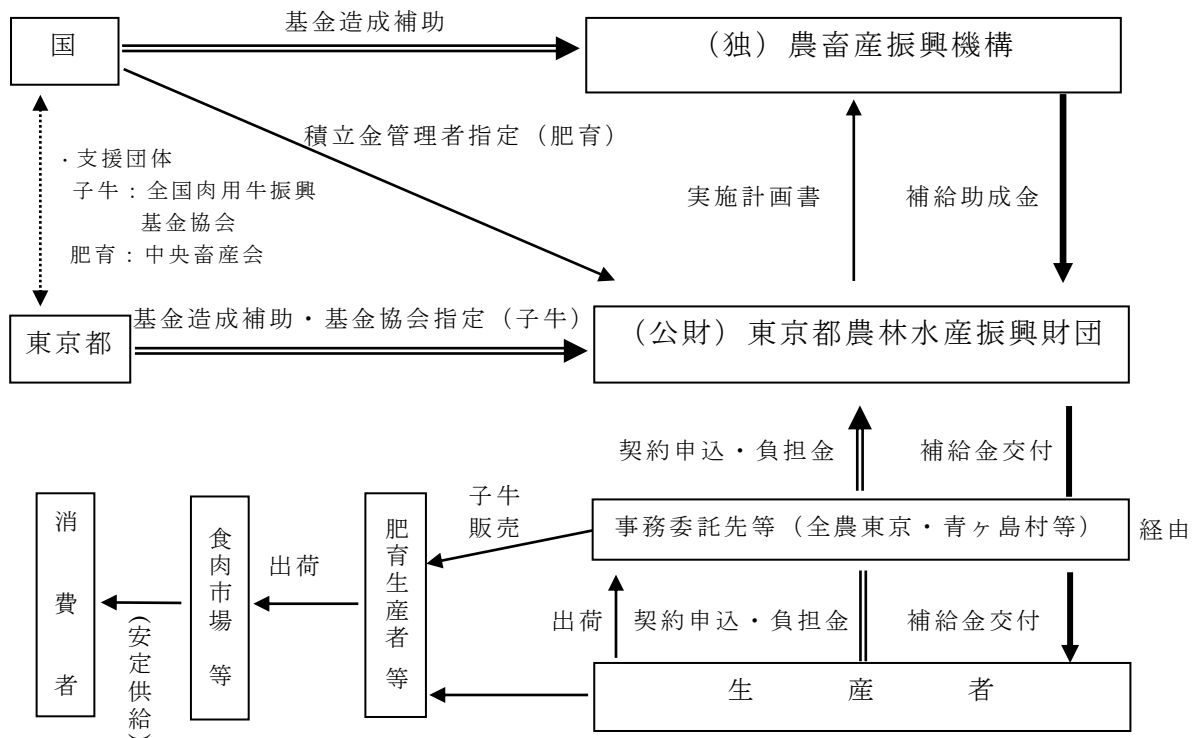 基金造成補助
国
(独)農畜産振興機構
積立金管理者指定(肥育)
・支援団体
子牛:全国肉用牛振興
基金協会
肥育:中央畜産会
実施計画書
補給助成金
基金造成補助・基金協会指定(子牛)
東京都
(公財)東京都農林水産振興財団
契約申込・負担金
補給金交付
子牛
販売
事務委託先等(全農東京・青ヶ島村等)
経由
消費者
食肉市場等
出荷
肥育生産者等
出荷
契約申込・負担金
補給金交付
(安定供給)
生産者